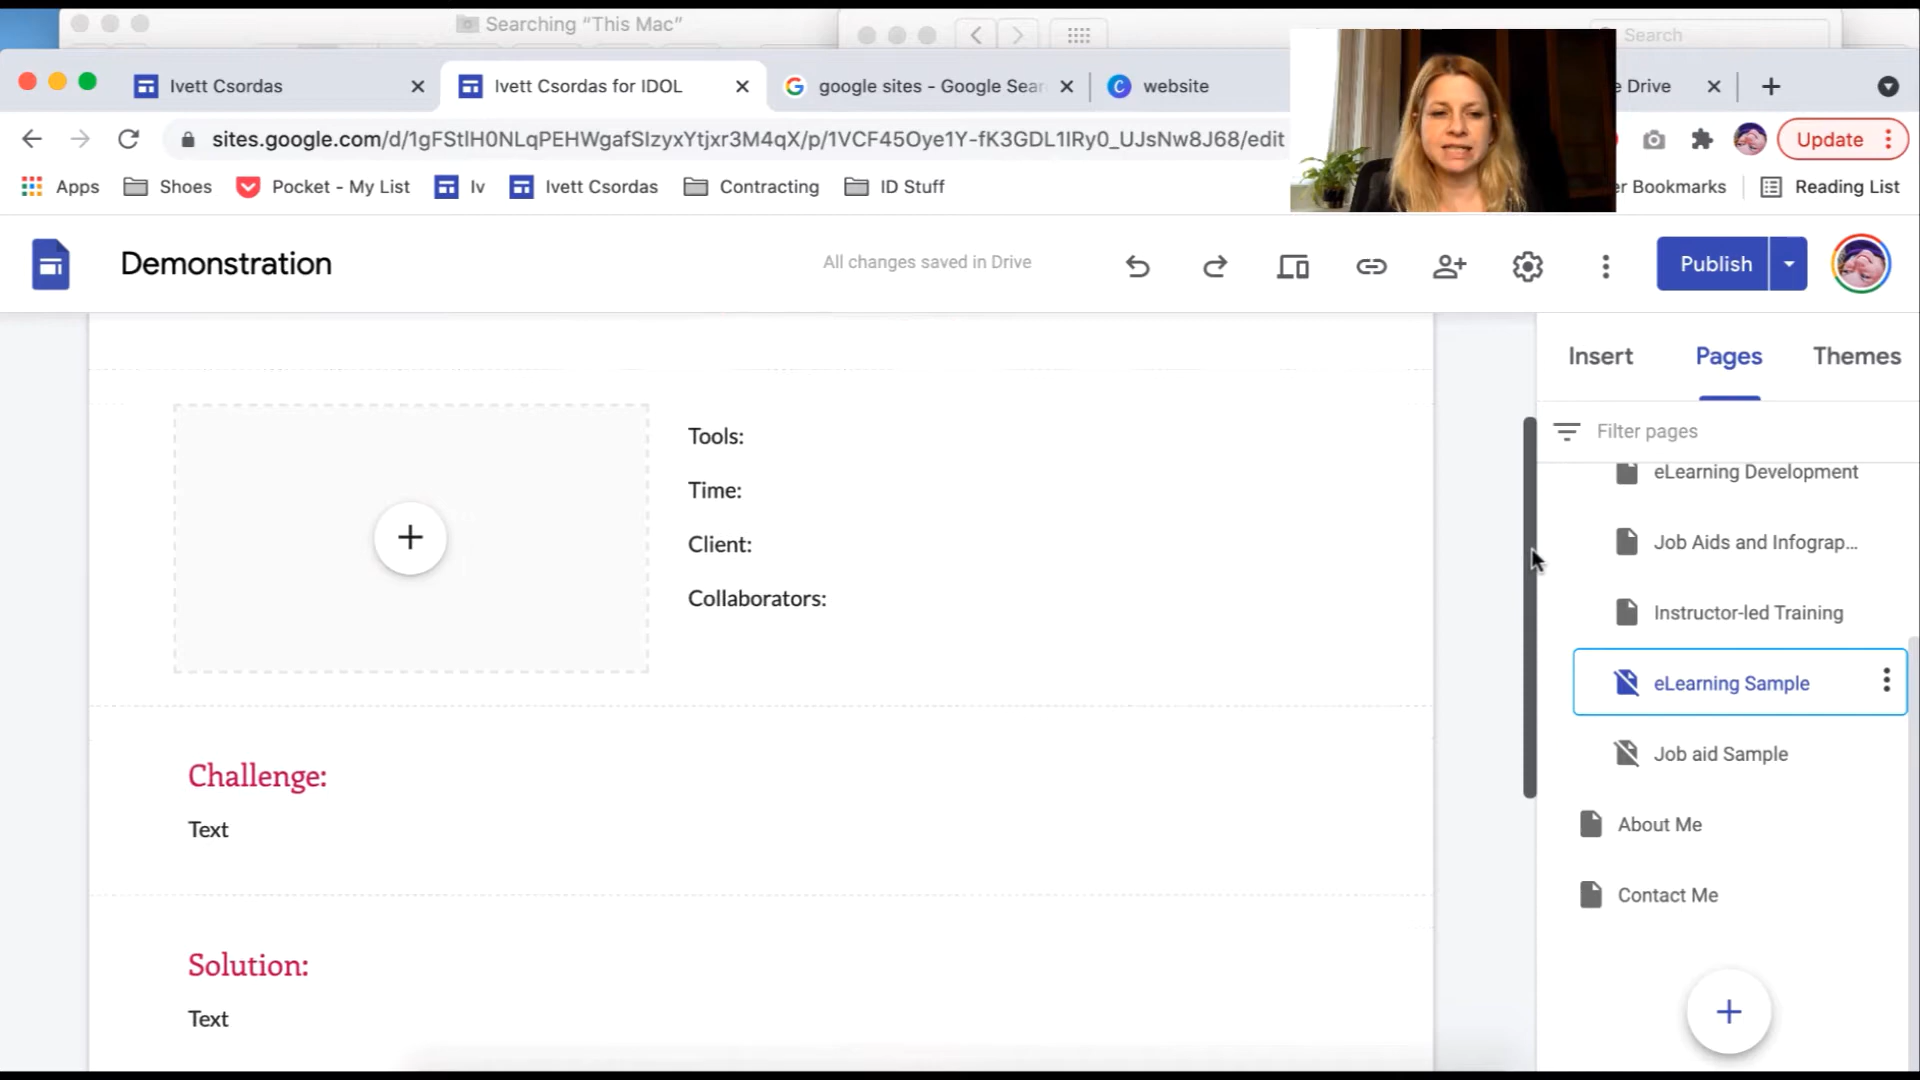 Searching “This Mac”
Search
Ivett Csordas
Ivett Csordas for IDOL
google sites - Google Sear
website
e Drive
sites.google.com/d/1gFStlH0NLqPEHWgafSIzyxYtjxr3M4qX/p/1VCF45Oye1Y-fK3GDL1IRy0_UJsNw8J68/edit
Update
Apps
Shoes
Pocket - My List
Iv
Ivett Csordas
Contracting
ID Stuff
er Bookmarks
Reading List
Demonstration
All changes saved in Drive
Publish
Insert
Pages
Themes
Filter pages
eLearning Development
Job Aids and Infograp...
Instructor-led Training
eLearning Sample
Job aid Sample
About Me
Contact Me
Tools:
Time:
Client:
Collaborators:
Challenge:
Text
Solution:
Text